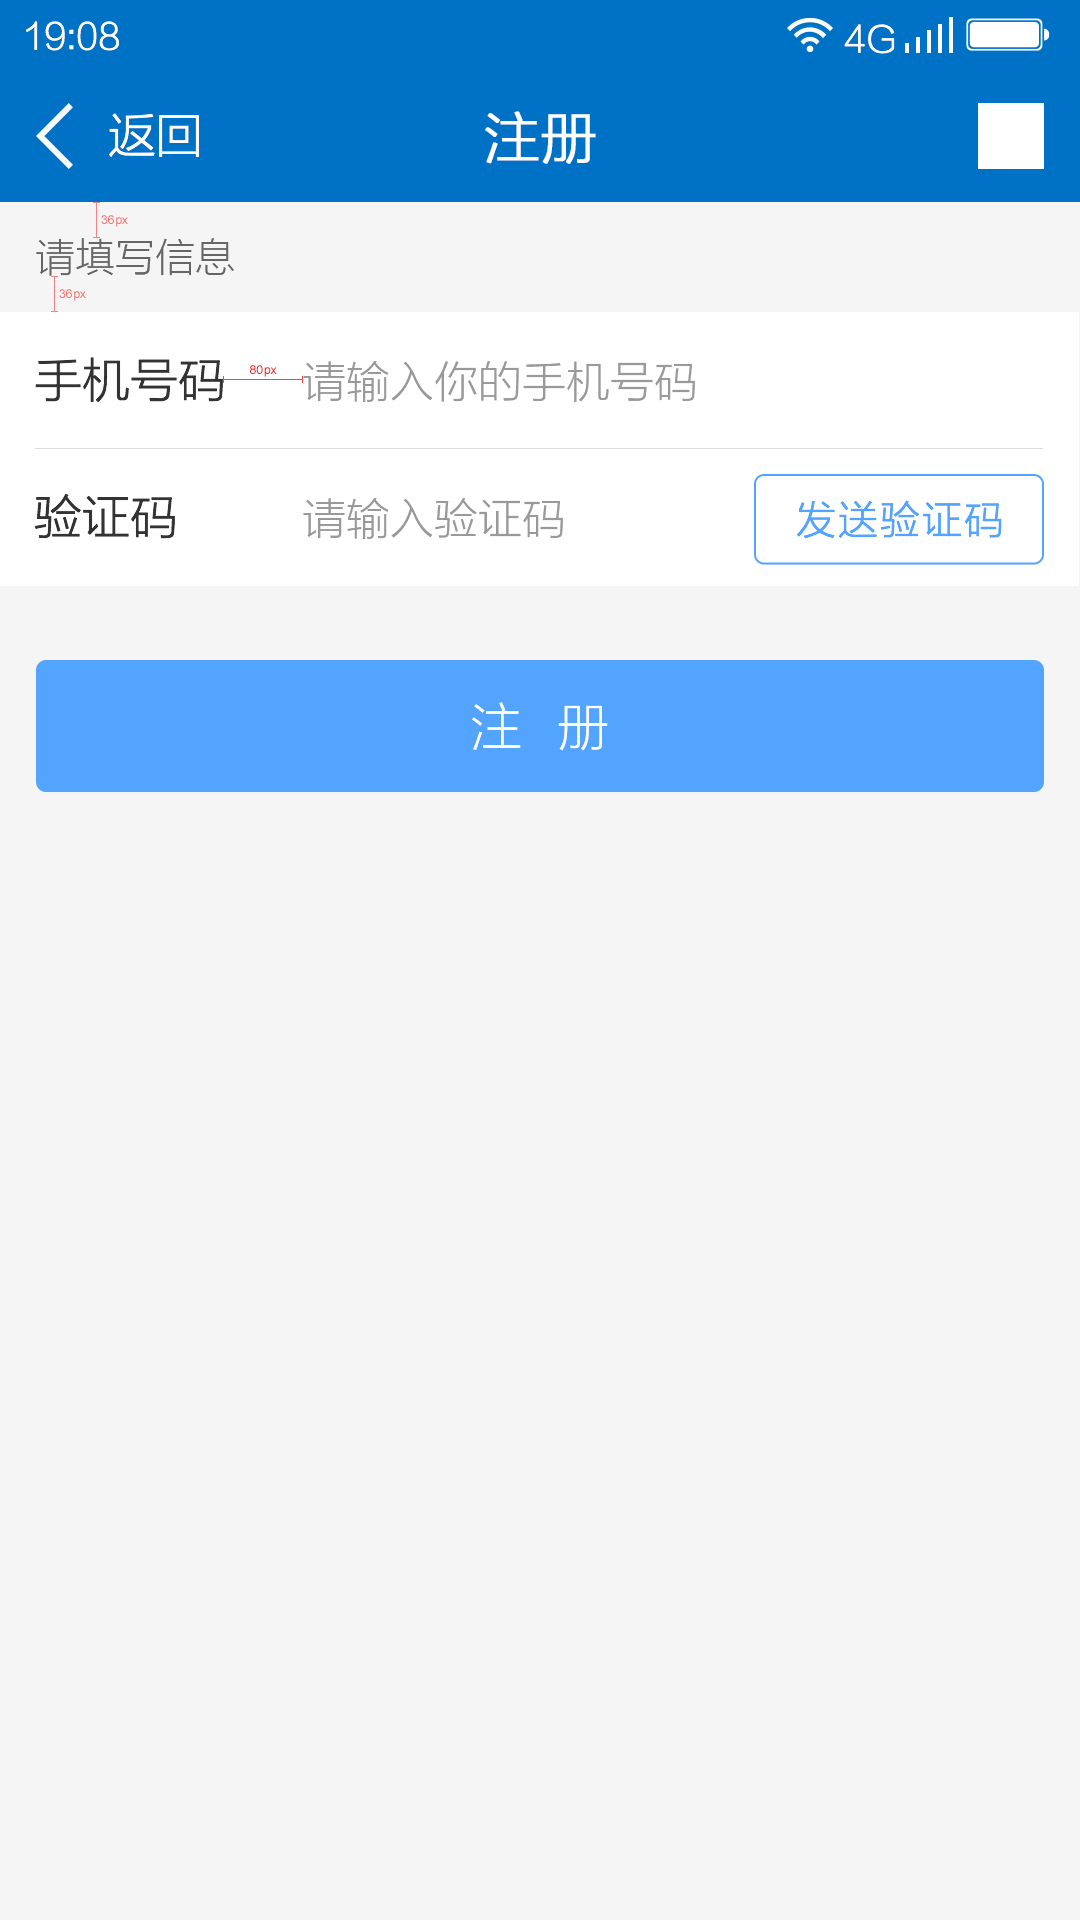 19:08 4G
返回 注册
36px
请填写信息
36px
手机号码 80px 请输入你的手机号码
验证码 请输入验证码 发送验证码
注 册